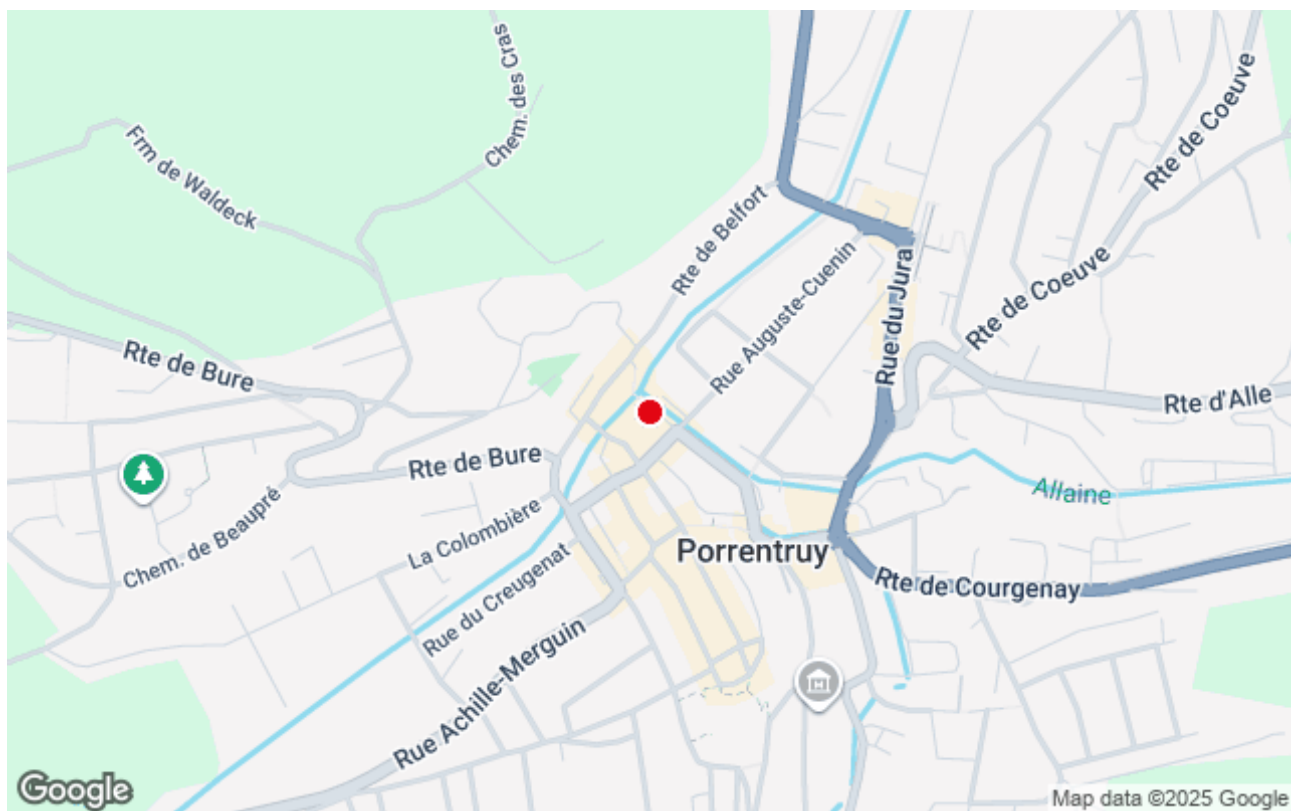 Chem. des Cras
Frm de Waldeck
Rte de Coeuve
Rte de Belfort
Rue Auguste-Cuenin
Rue du Jura
Rte de Coeuve
Rte de Bure
Rte d'Alle
Rte de Bure
Allaine
Chem. de Beaupré
La Colombière
Porrentruy
Rue du Creugenat
Rte de Courgenay
Rue Achille-Merguin
Google
Map data ©2025 Google